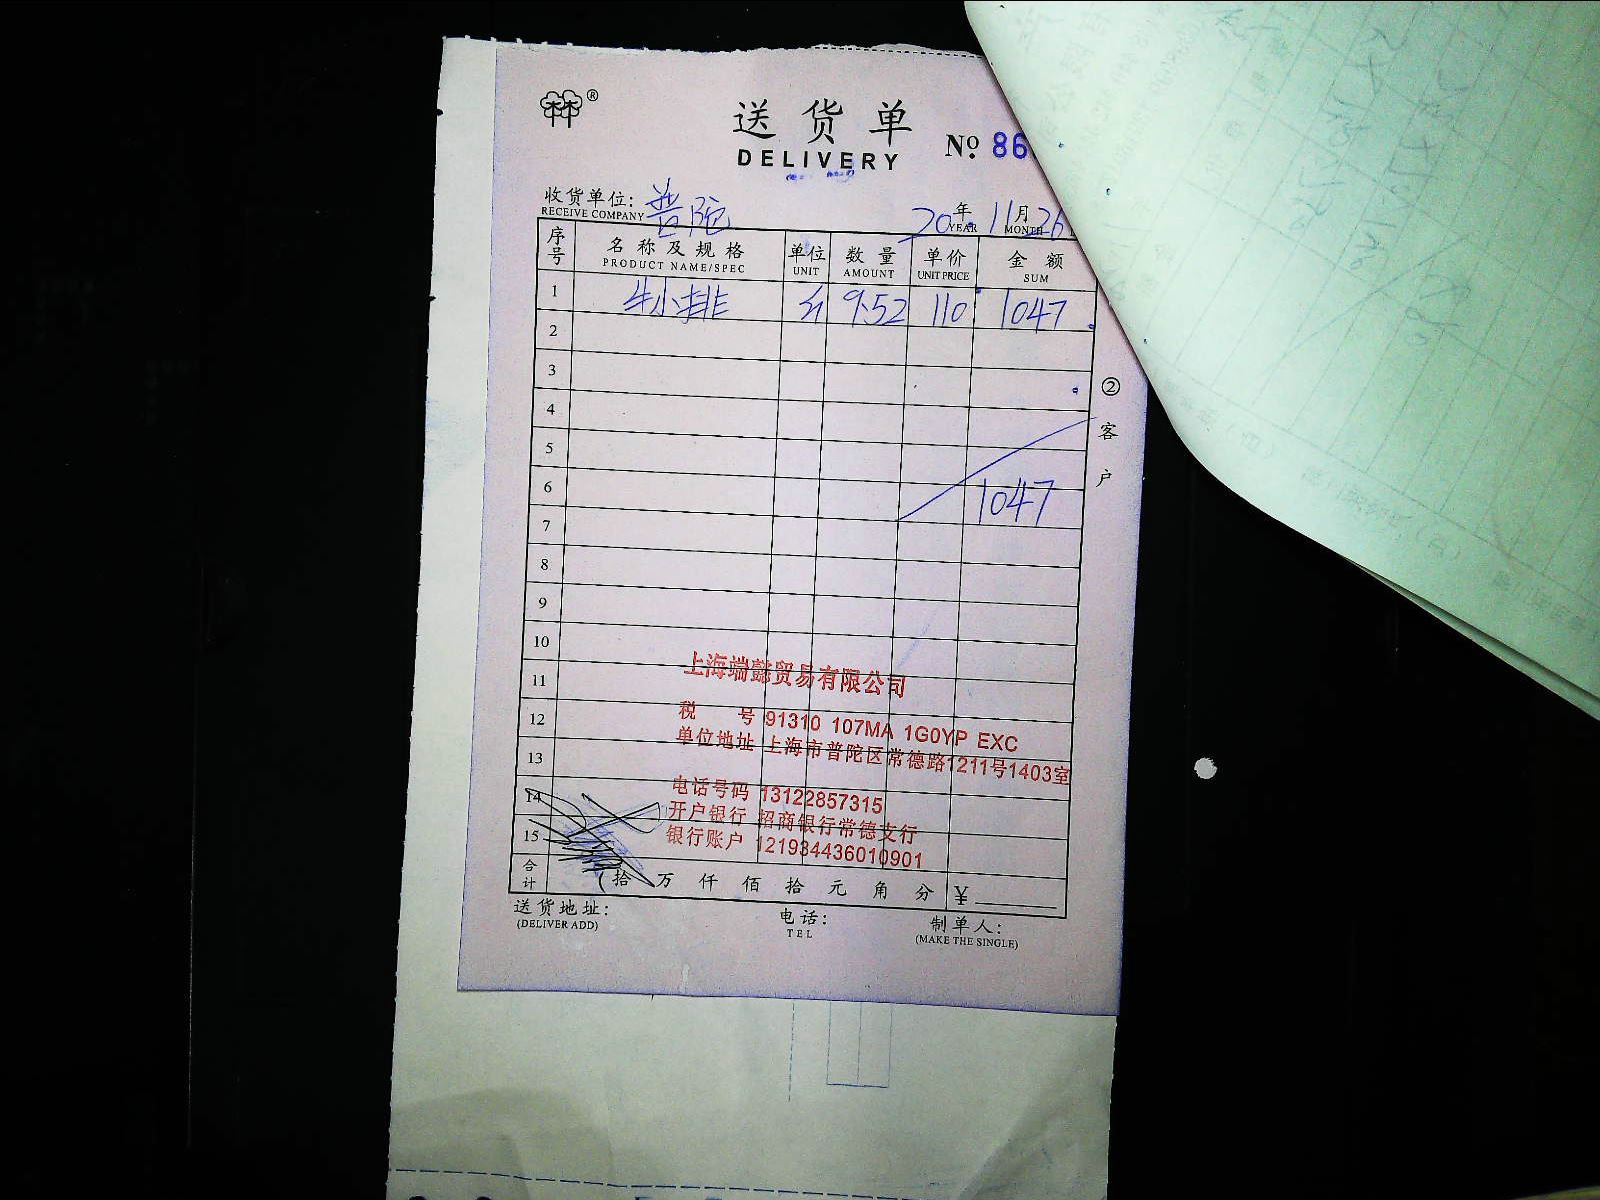 ®
送货单
DELIVERY
№ 86
收货单位: 普陀
RECEIVE COMPANY
20年 11月 26
YEAR MONTH
序号 名称及规格 单位 数量 单价 金额
PRODUCT NAME/SPEC UNIT AMOUNT UNIT PRICE SUM
1 牛小排 斤 9.52 110 1047
2
3
4
5
6 1047
7
8
9
10
11
12
13
14
15
② 客户
上海端懿贸易有限公司
税 号 91310 107MA 1G0YP EXC
单位地址 上海市普陀区常德路1211号1403室
电话号码 13122857315
开户银行 招商银行常德支行
银行账户 121934436010901
合计 拾 万 仟 佰 拾 元 角 分 ¥
送货地址: 电话: 制单人:
(DELIVER ADD) TEL (MAKE THE SINGLE)